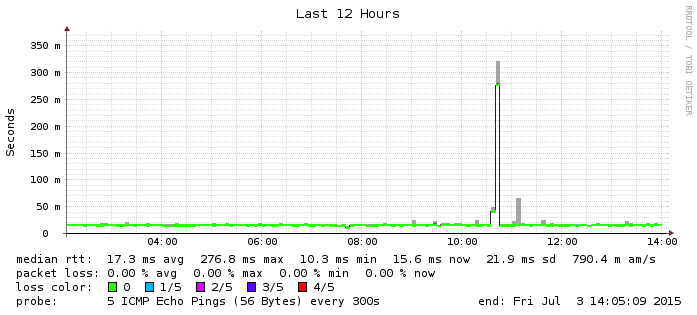 Last 12 Hours
RRDTOOL / TOBI OETIKER
Seconds
350 m
300 m
250 m
200 m
150 m
100 m
50 m
0
04:00 06:00 08:00 10:00 12:00 14:00
median rtt: 17.3 ms avg 276.8 ms max 10.3 ms min 15.6 ms now 21.9 ms sd 790.4 m am/s
packet loss: 0.00 % avg 0.00 % max 0.00 % min 0.00 % now
loss color: 0 1/5 2/5 3/5 4/5
probe: 5 ICMP Echo Pings (56 Bytes) every 300s end: Fri Jul 3 14:05:09 2015